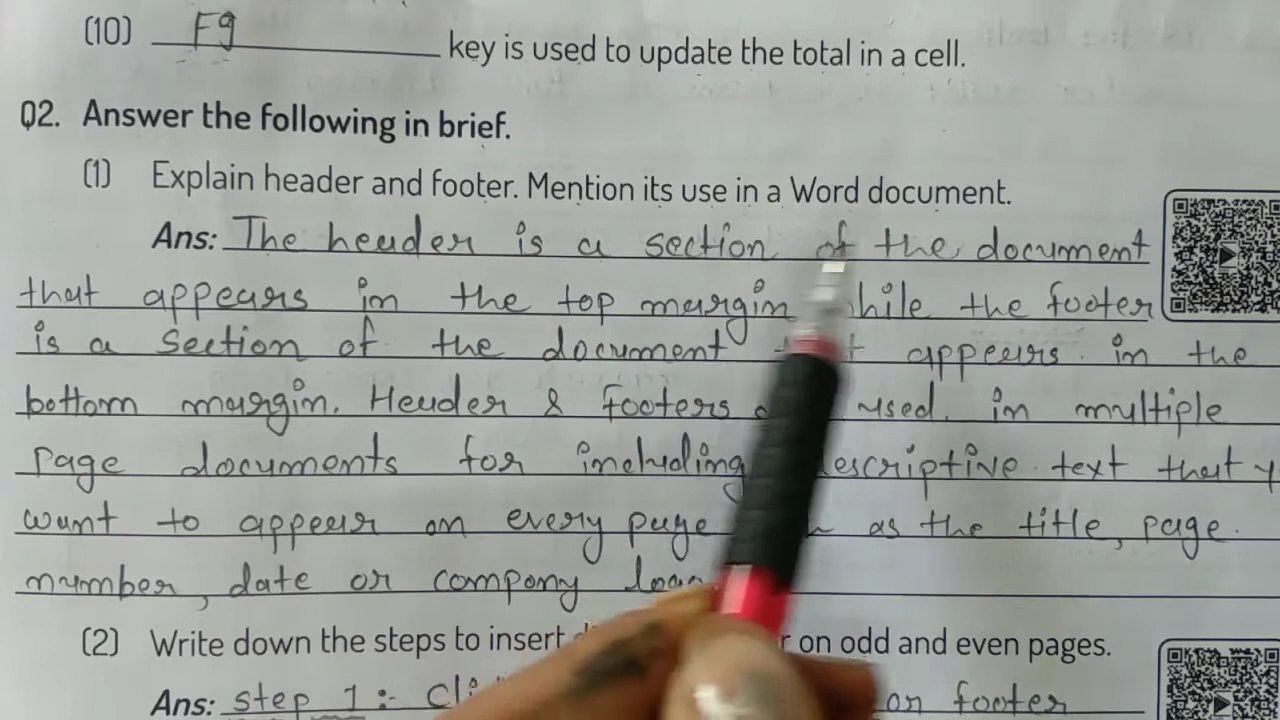 (10) F9 key is used to update the total in a cell.
Q2. Answer the following in brief.
(1) Explain header and footer. Mention its use in a Word document.
Ans: The header is a section of the document
that appears in the top margin while the footer
is a section of the document appears in the
bottom margin. Header & Footers used in multiple
Page documents for including descriptive text that
want to appear on every page as the title, page
number, date or company logo
(2) Write down the steps to insert on odd and even pages.
Ans: step 1:- or footer